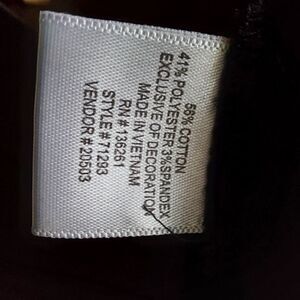 56% COTTON
41% POLYESTER 3%SPANDEX
EXCLUSIVE OF DECORATION
MADE IN VIETNAM
RN # 136261
STYLE # 71293
VENDOR # 20503